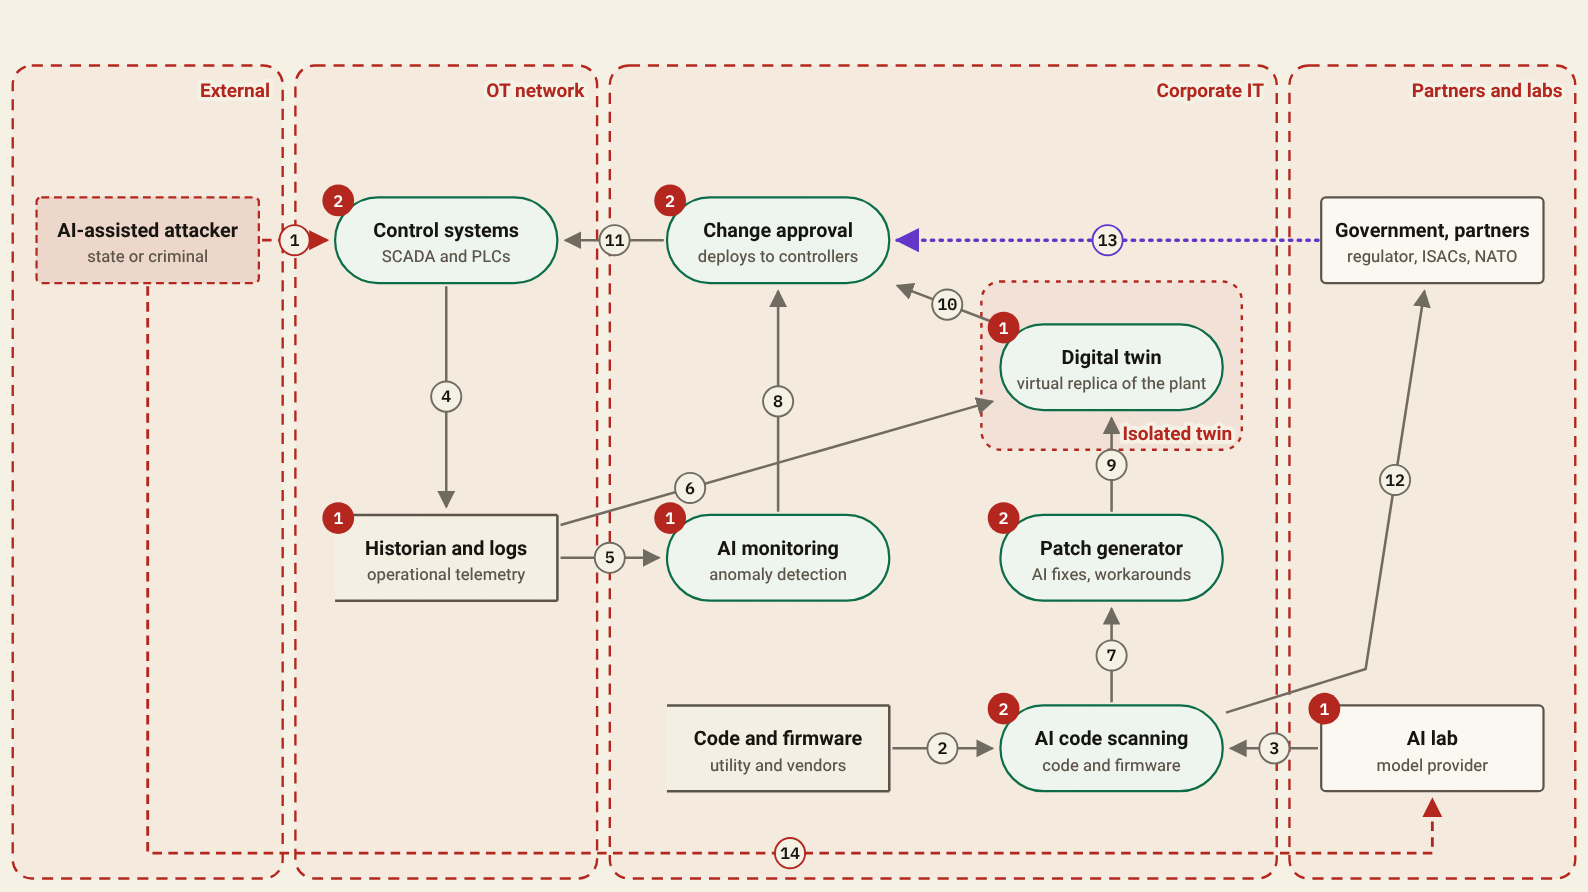 External
OT network
Corporate IT
Partners and labs
2
2
AI-assisted attacker
state or criminal
1
Control systems
SCADA and PLCs
11
Change approval
deploys to controllers
13
Government, partners
regulator, ISACs, NATO
10
1
Digital twin
virtual replica of the plant
Isolated twin
4
8
9
6
12
1
Historian and logs
operational telemetry
5
1
AI monitoring
anomaly detection
2
Patch generator
AI fixes, workarounds
7
Code and firmware
utility and vendors
2
2
AI code scanning
code and firmware
3
1
AI lab
model provider
14